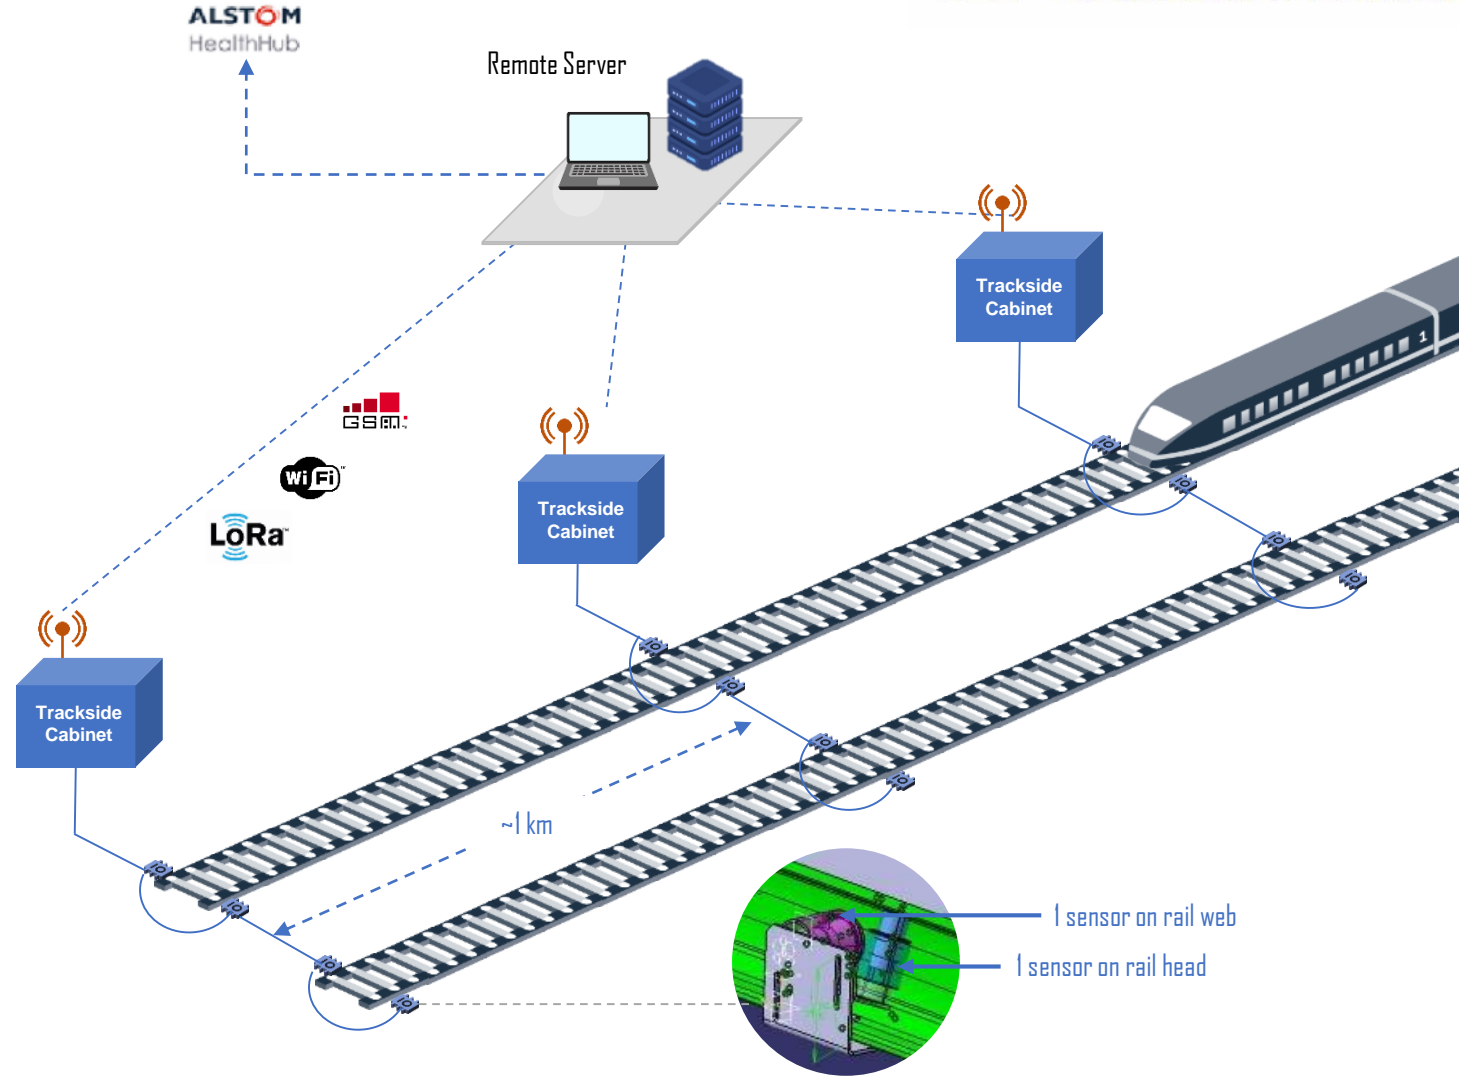 ALSTOM
HealthHub
Remote Server
Trackside
Cabinet
1
GSM
WiFi
Trackside
Cabinet
LoRa
Trackside
Cabinet
~1 km
1 sensor on rail web
1 sensor on rail head